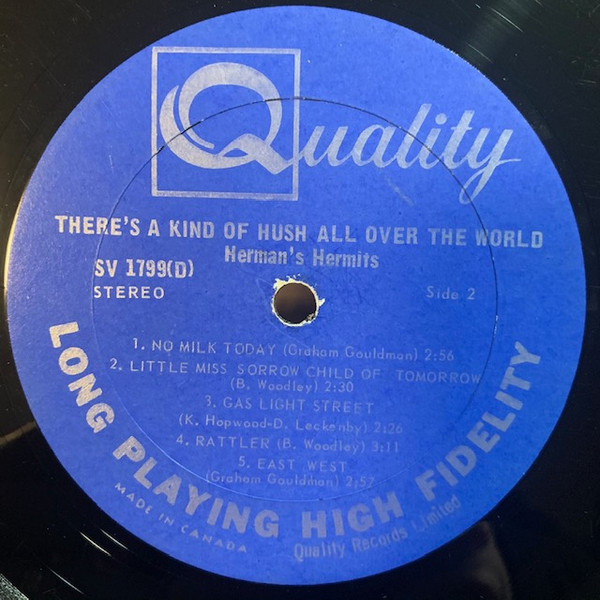 Quality
THERE'S A KIND OF HUSH ALL OVER THE WORLD
Herman's Hermits
SV 1799(D)
STEREO
Side 2
1. NO MILK TODAY (Graham Gouldman) 2:56
2. LITTLE MISS SORROW CHILD OF TOMORROW
(B. Woodley) 2:30
3. GAS LIGHT STREET
(K. Hopwood-D. Leckenby) 2:26
4. RATTLER (B. Woodley) 3:11
5. EAST WEST
(Graham Gouldman) 2:57
LONG PLAYING HIGH FIDELITY
MADE IN CANADA
Quality Records Limited